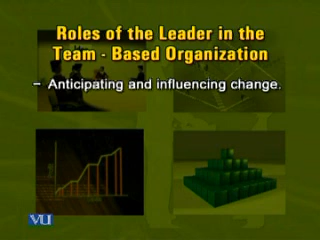 Roles of the Leader in the
Team - Based Organization
– Anticipating and influencing change.
VU